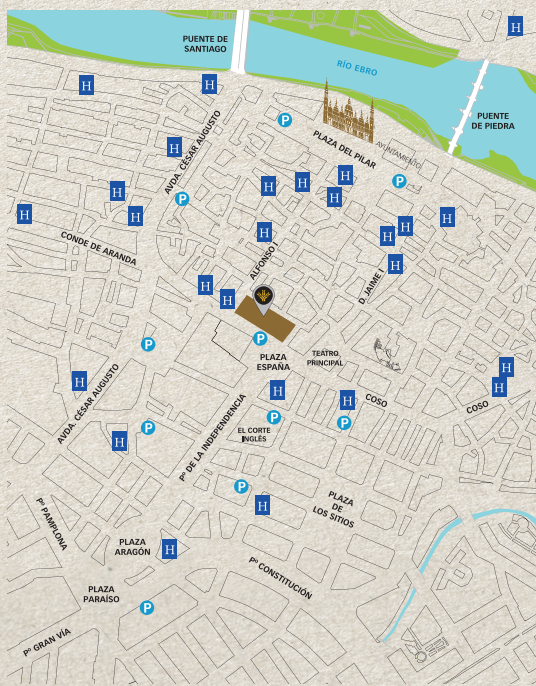 H
PUENTE DE
SANTIAGO
RÍO EBRO
H
H
P
PUENTE
DE PIEDRA
AVDA. CÉSAR AUGUSTO
PLAZA DEL PILAR
AYUNTAMIENTO
H
H
H
H
P
H
H
P
H
H
H
H
H
H
H
CONDE DE ARANDA
ALFONSO I
H
D. JAIME I
H
H
P
P
PLAZA
ESPAÑA
TEATRO
PRINCIPAL
H
H
H
AVDA. CÉSAR AUGUSTO
H
H
COSO
COSO
Pº DE LA INDEPENDENCIA
P
P
P
EL CORTE
INGLÉS
H
P
H
PLAZA
DE
LOS SITIOS
Pº PAMPLONA
PLAZA
ARAGÓN
H
Pº CONSTITUCIÓN
PLAZA
PARAÍSO
P
Pº GRAN VÍA